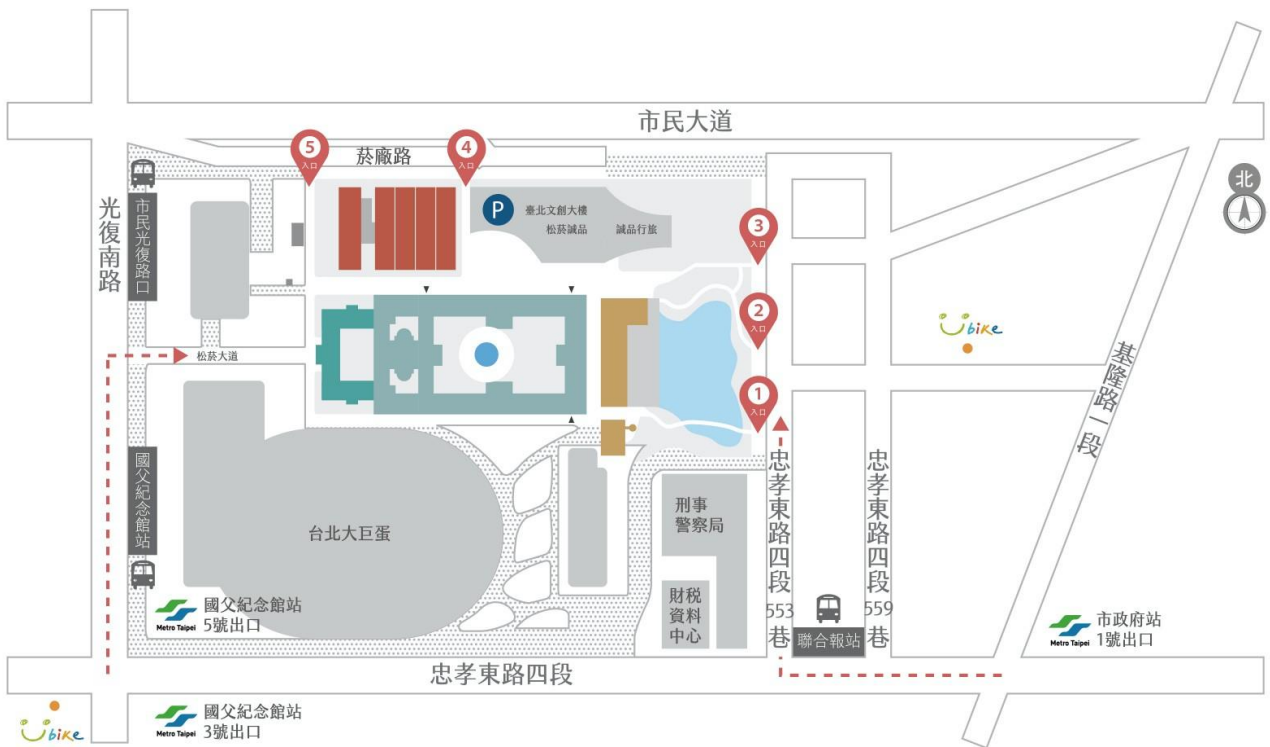 市民大道
5
入口
菸廠路
4
入口
北
光復南路
市民光復路口
P
臺北文創大樓
松菸誠品
誠品行旅
3
入口
2
入口
Ubike
松菸大道
1
入口
基隆路一段
國父紀念館站
台北大巨蛋
刑事
警察局
忠孝東路四段
553
巷
忠孝東路四段
559
巷
財稅
資料
中心
聯合報站
Metro Taipei
國父紀念館站
5號出口
Metro Taipei
市政府站
1號出口
忠孝東路四段
Ubike
Metro Taipei
國父紀念館站
3號出口